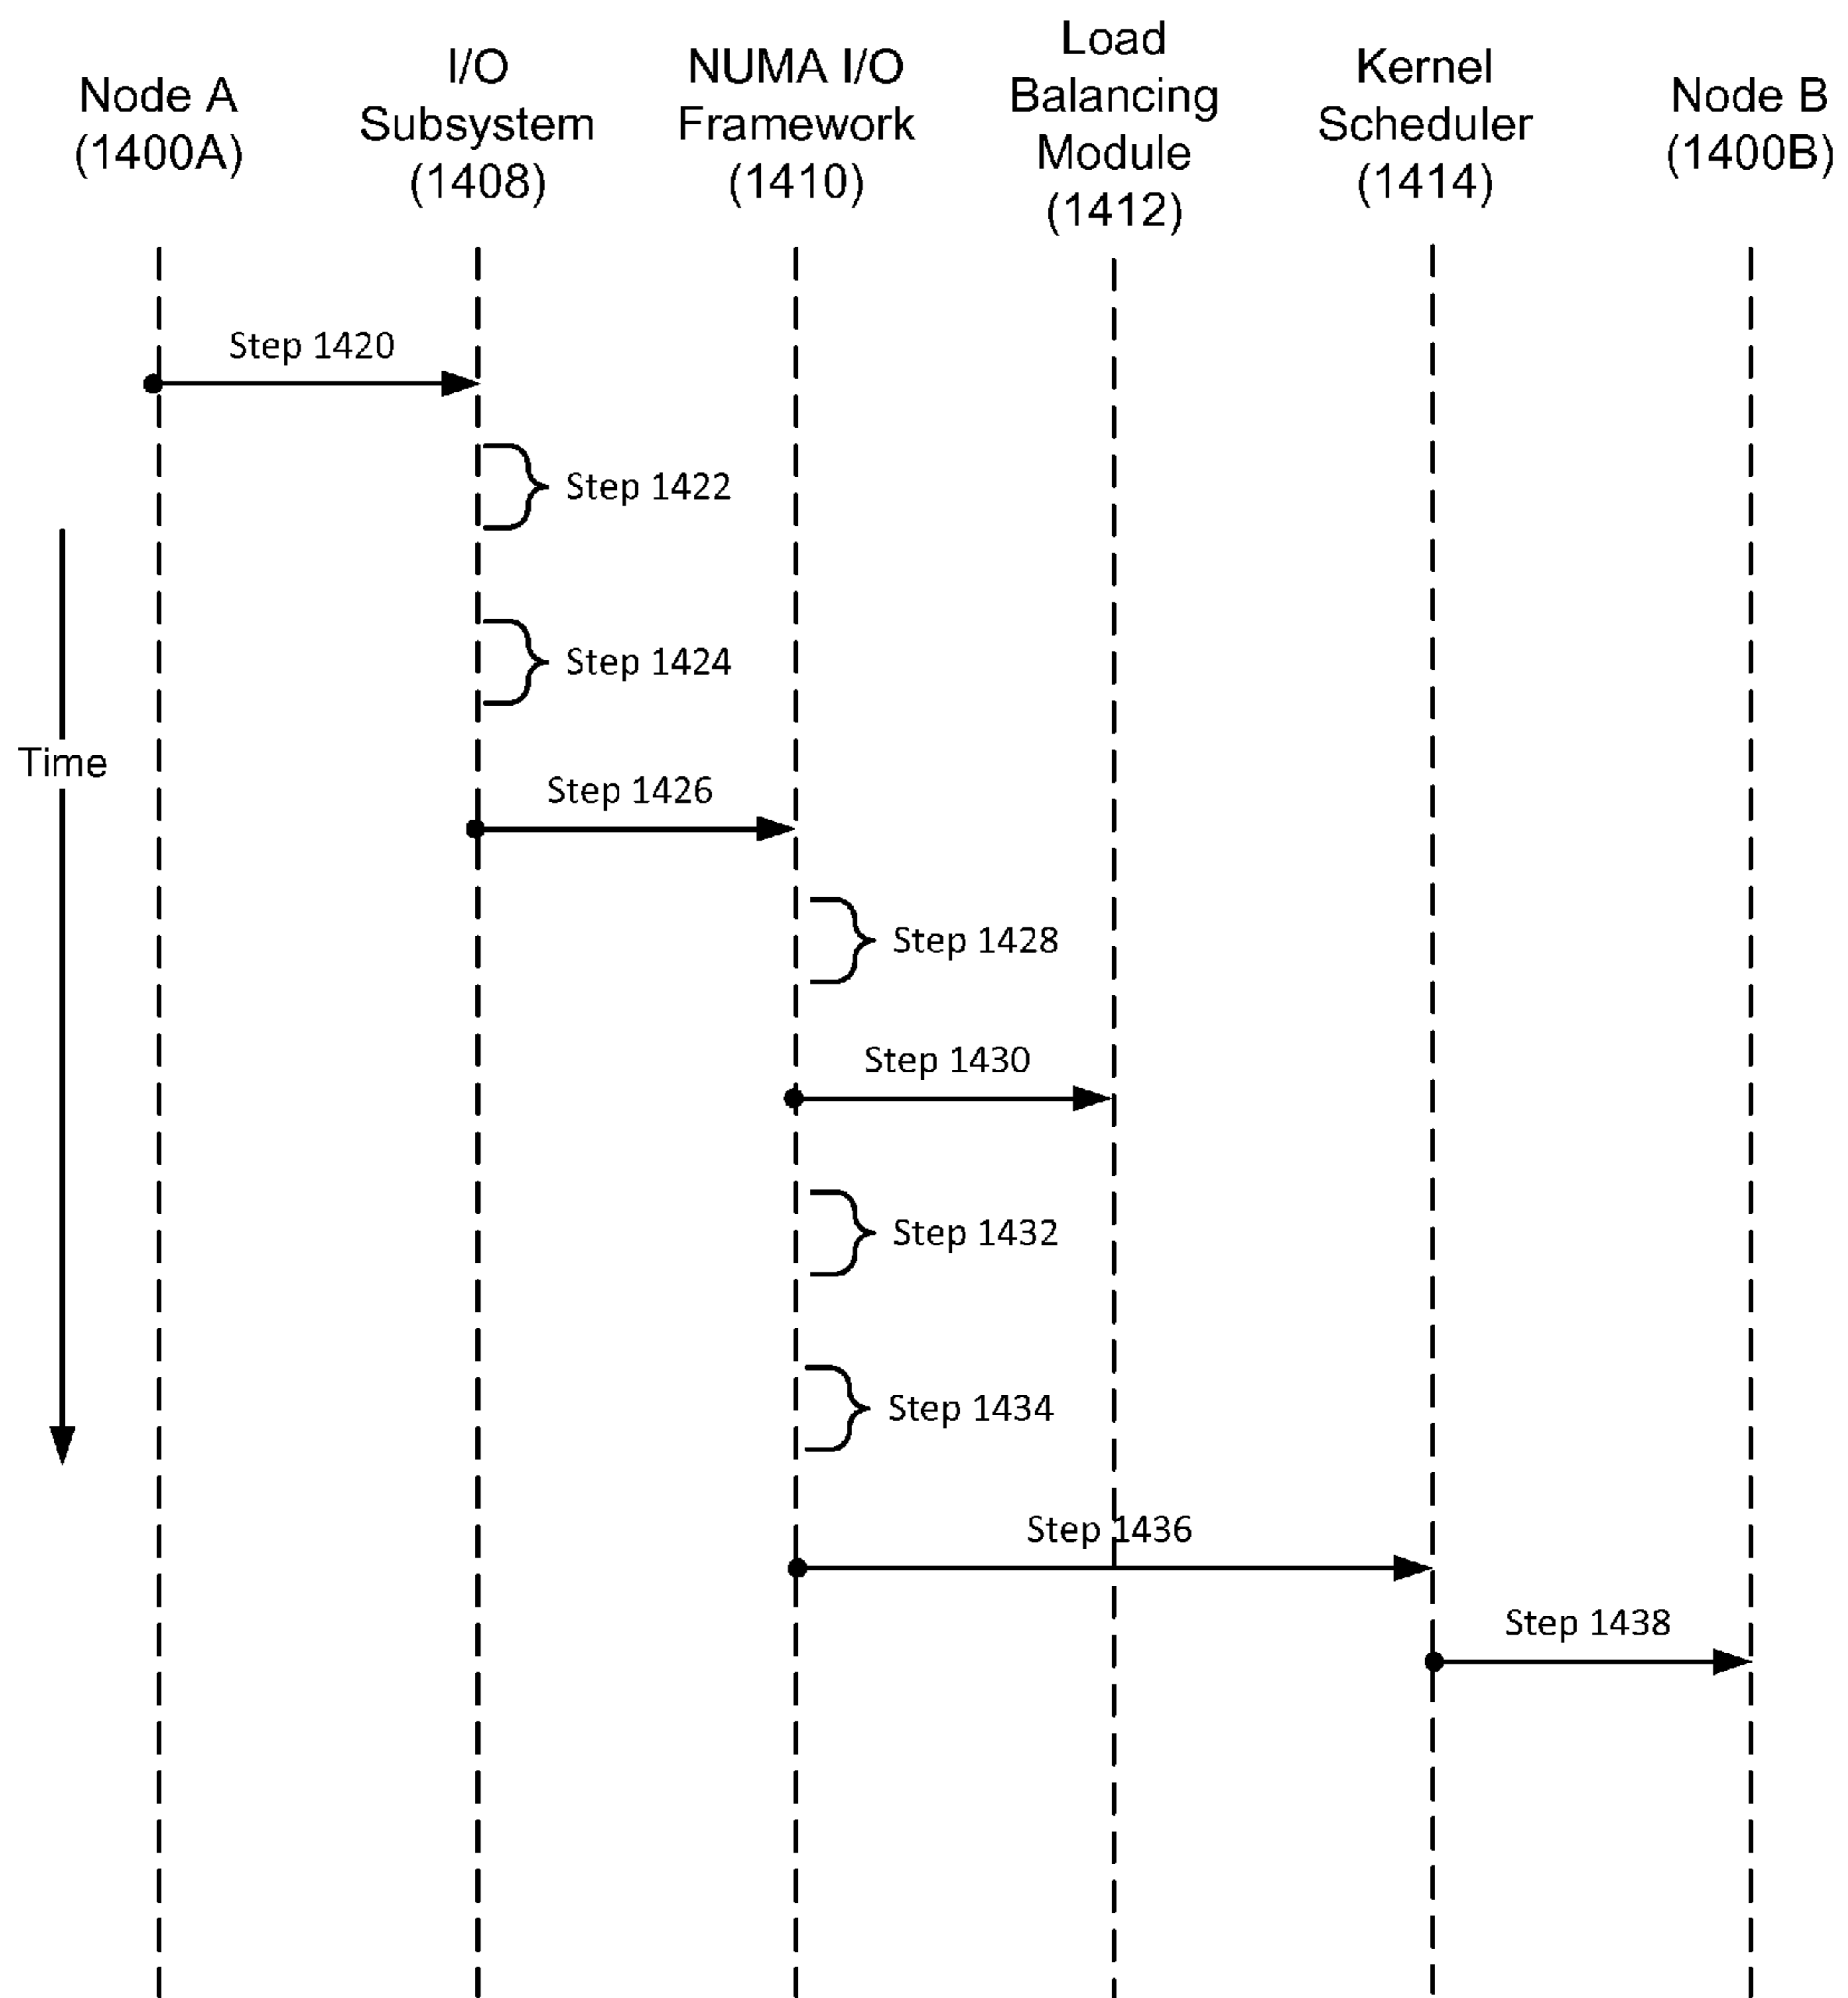 Node A
(1400A)
I/O
Subsystem
(1408)
NUMA I/O
Framework
(1410)
Load
Balancing
Module
(1412)
Kernel
Scheduler
(1414)
Node B
(1400B)
Step 1420
Step 1422
Step 1424
Time
Step 1426
Step 1428
Step 1430
Step 1432
Step 1434
Step 1436
Step 1438